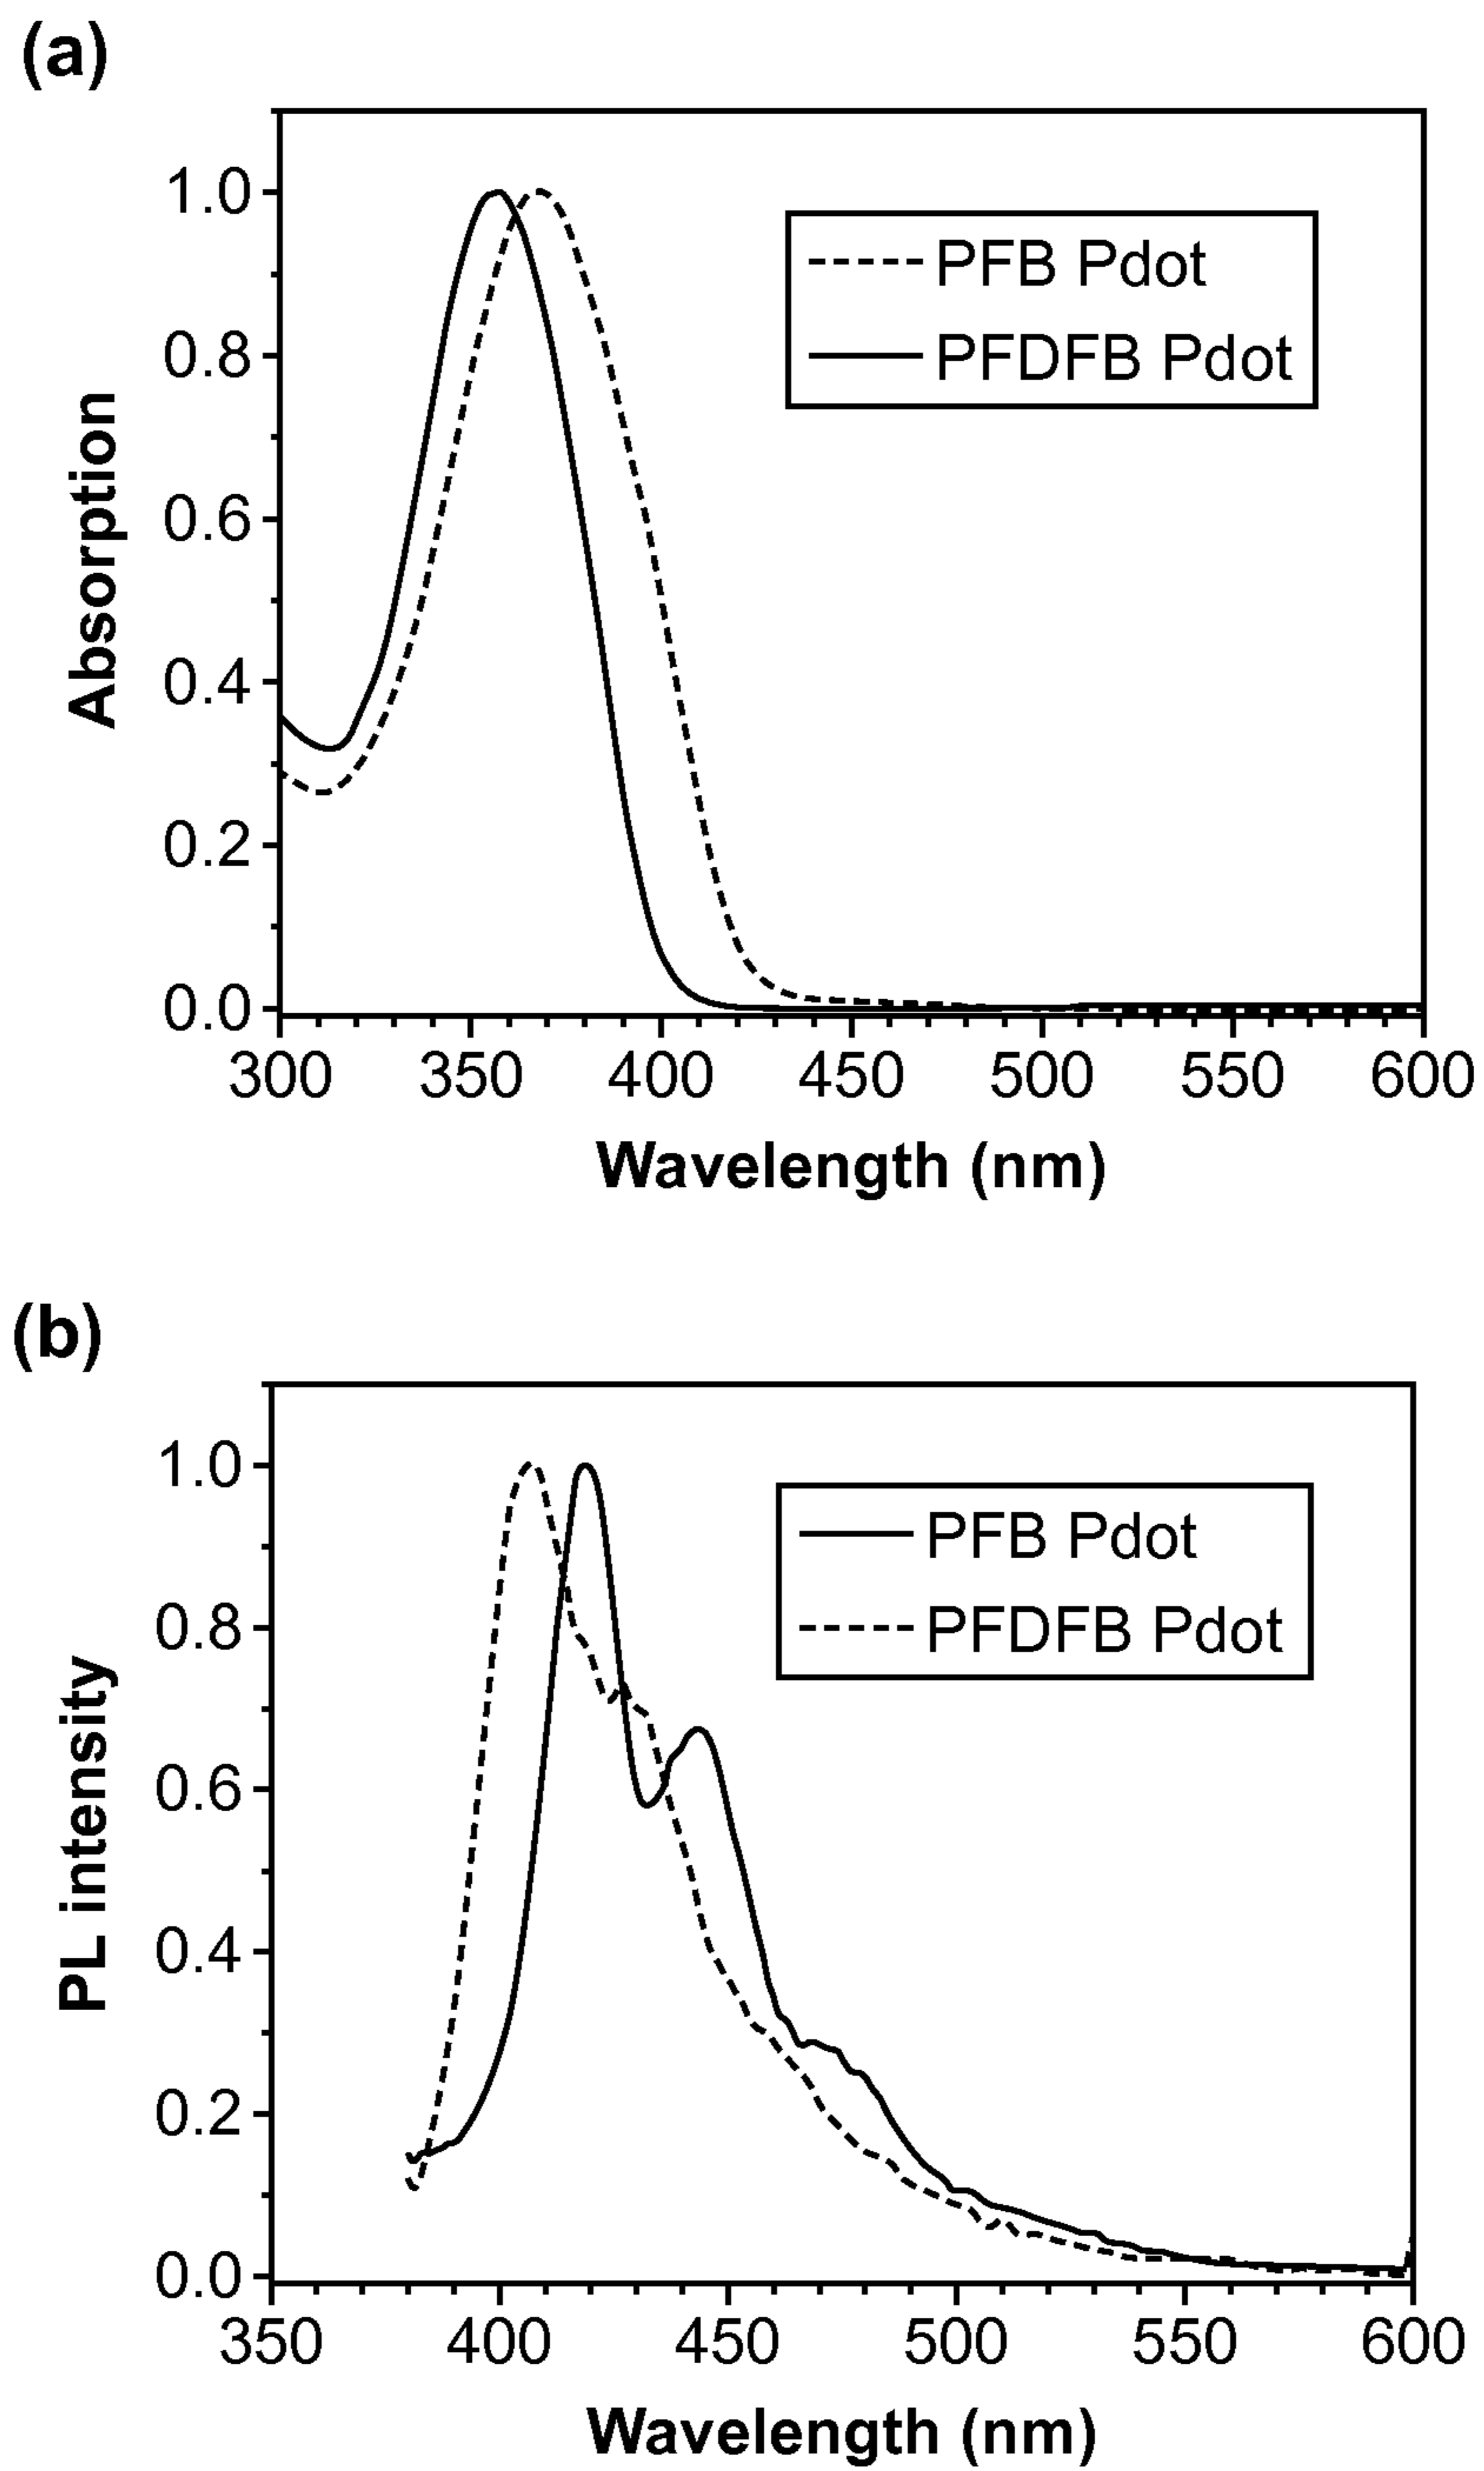 (a)
1.0
0.8
0.6
0.4
0.2
0.0
Absorption
PFB Pdot
PFDFB Pdot
300 350 400 450 500 550 600
Wavelength (nm)
(b)
1.0
0.8
0.6
0.4
0.2
0.0
PL intensity
PFB Pdot
PFDFB Pdot
350 400 450 500 550 600
Wavelength (nm)